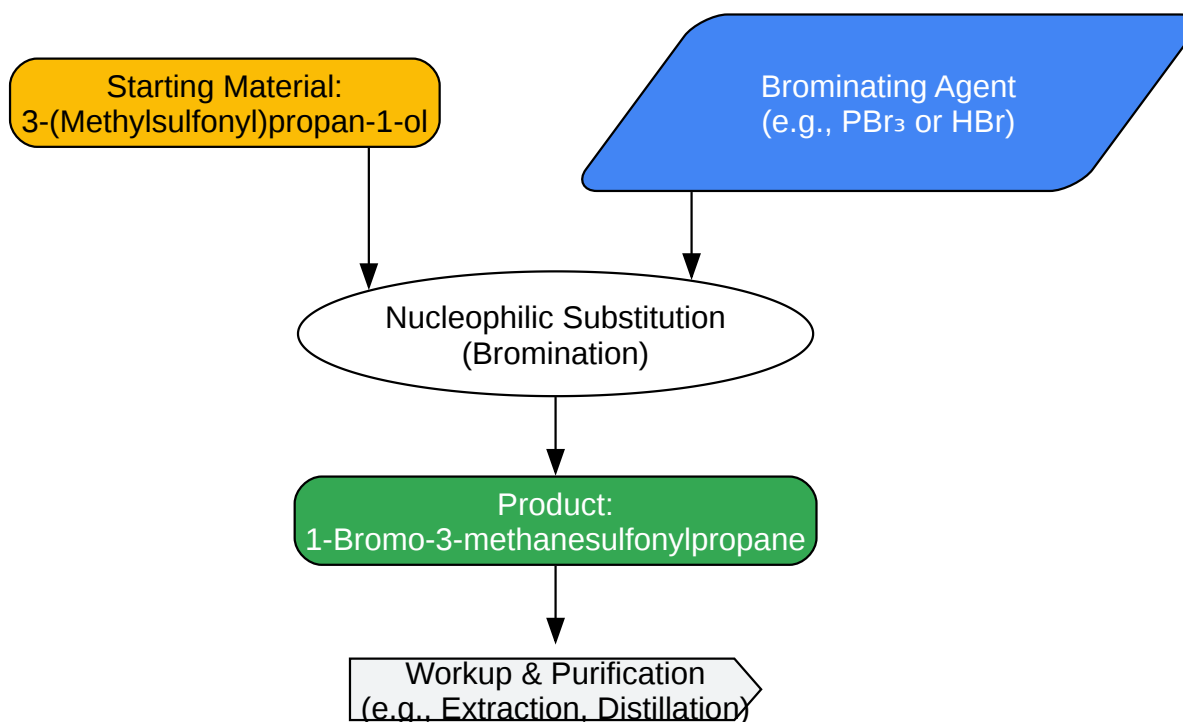 Starting Material:
3-(Methylsulfonyl)propan-1-ol
Brominating Agent
(e.g., PBr₃ or HBr)
Nucleophilic Substitution
(Bromination)
Product:
1-Bromo-3-methanesulfonylpropane
Workup & Purification
(e.g., Extraction, Distillation)